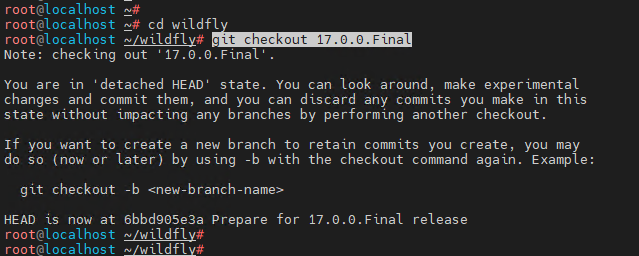 root@localhost ~#
root@localhost ~# cd wildfly
root@localhost ~/wildfly# git checkout 17.0.0.Final
Note: checking out '17.0.0.Final'.

You are in 'detached HEAD' state. You can look around, make experimental
changes and commit them, and you can discard any commits you make in this
state without impacting any branches by performing another checkout.

If you want to create a new branch to retain commits you create, you may
do so (now or later) by using -b with the checkout command again. Example:

  git checkout -b <new-branch-name>

HEAD is now at 6bbd905e3a Prepare for 17.0.0.Final release
root@localhost ~/wildfly#
root@localhost ~/wildfly#